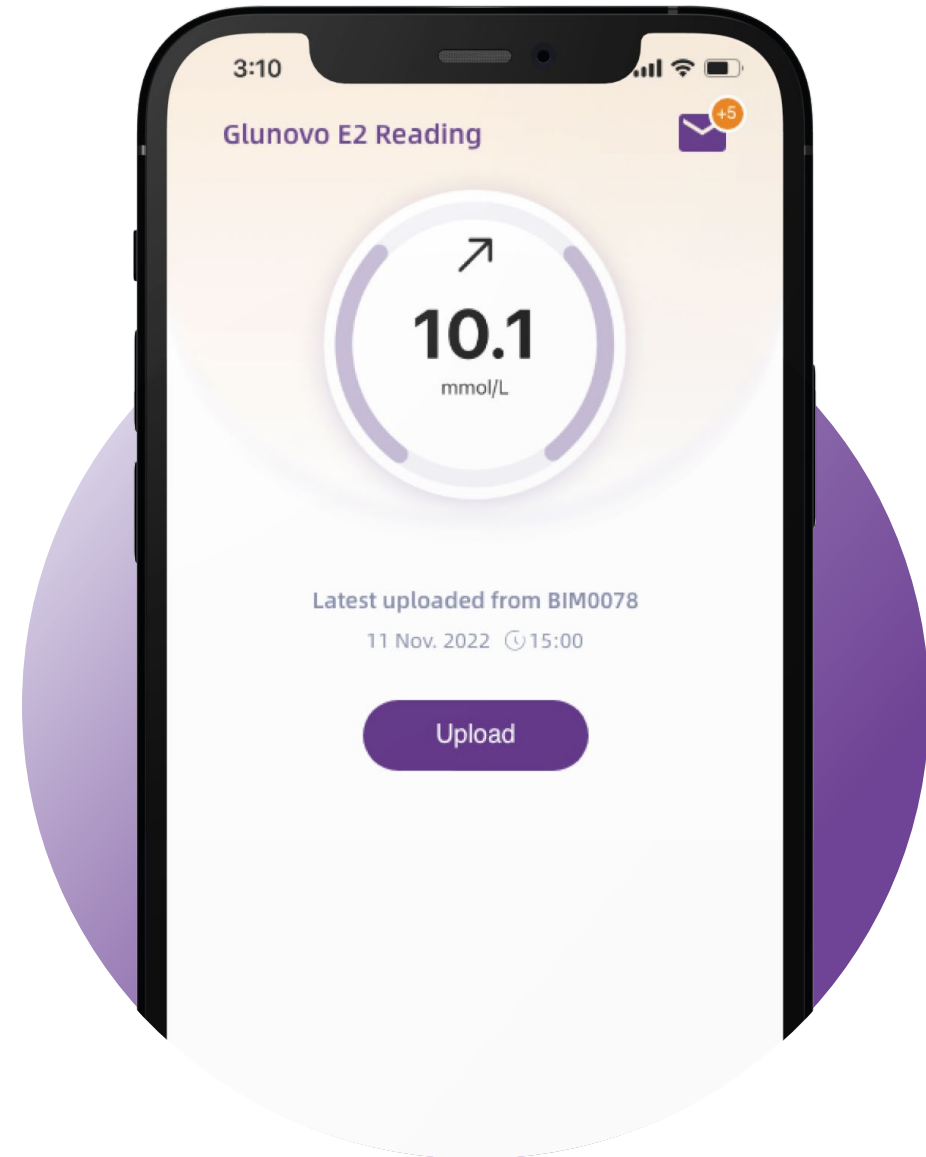 3:10
Glunovo E2 Reading
+5
10.1
mmol/L
Latest uploaded from BIM0078
11 Nov. 2022 15:00
Upload